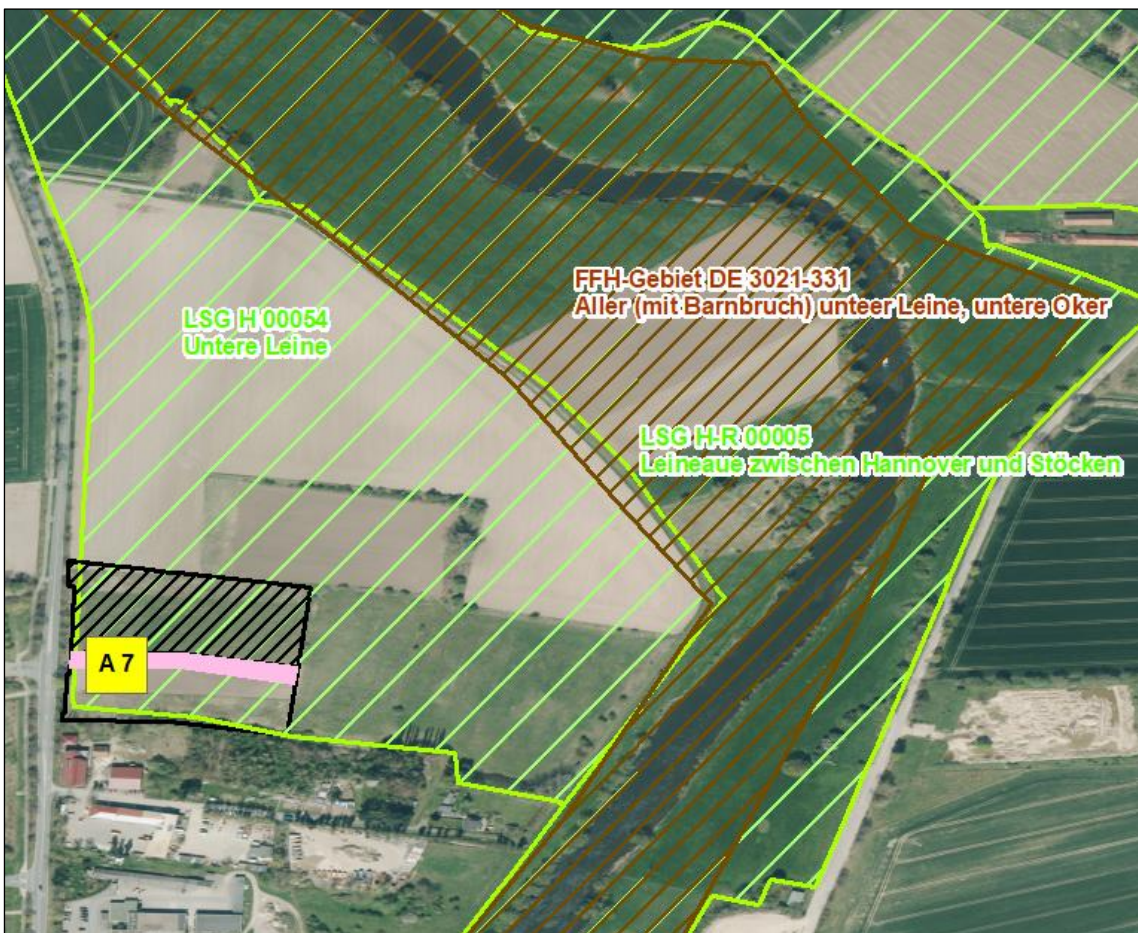 FFH-Gebiet DE 3021-331
Aller (mit Barnbruch) unteer Leine, untere Oker
LSG H 00054
Untere Leine
LSG H-R 00005
Leineaue zwischen Hannover und Stöcken
A 7